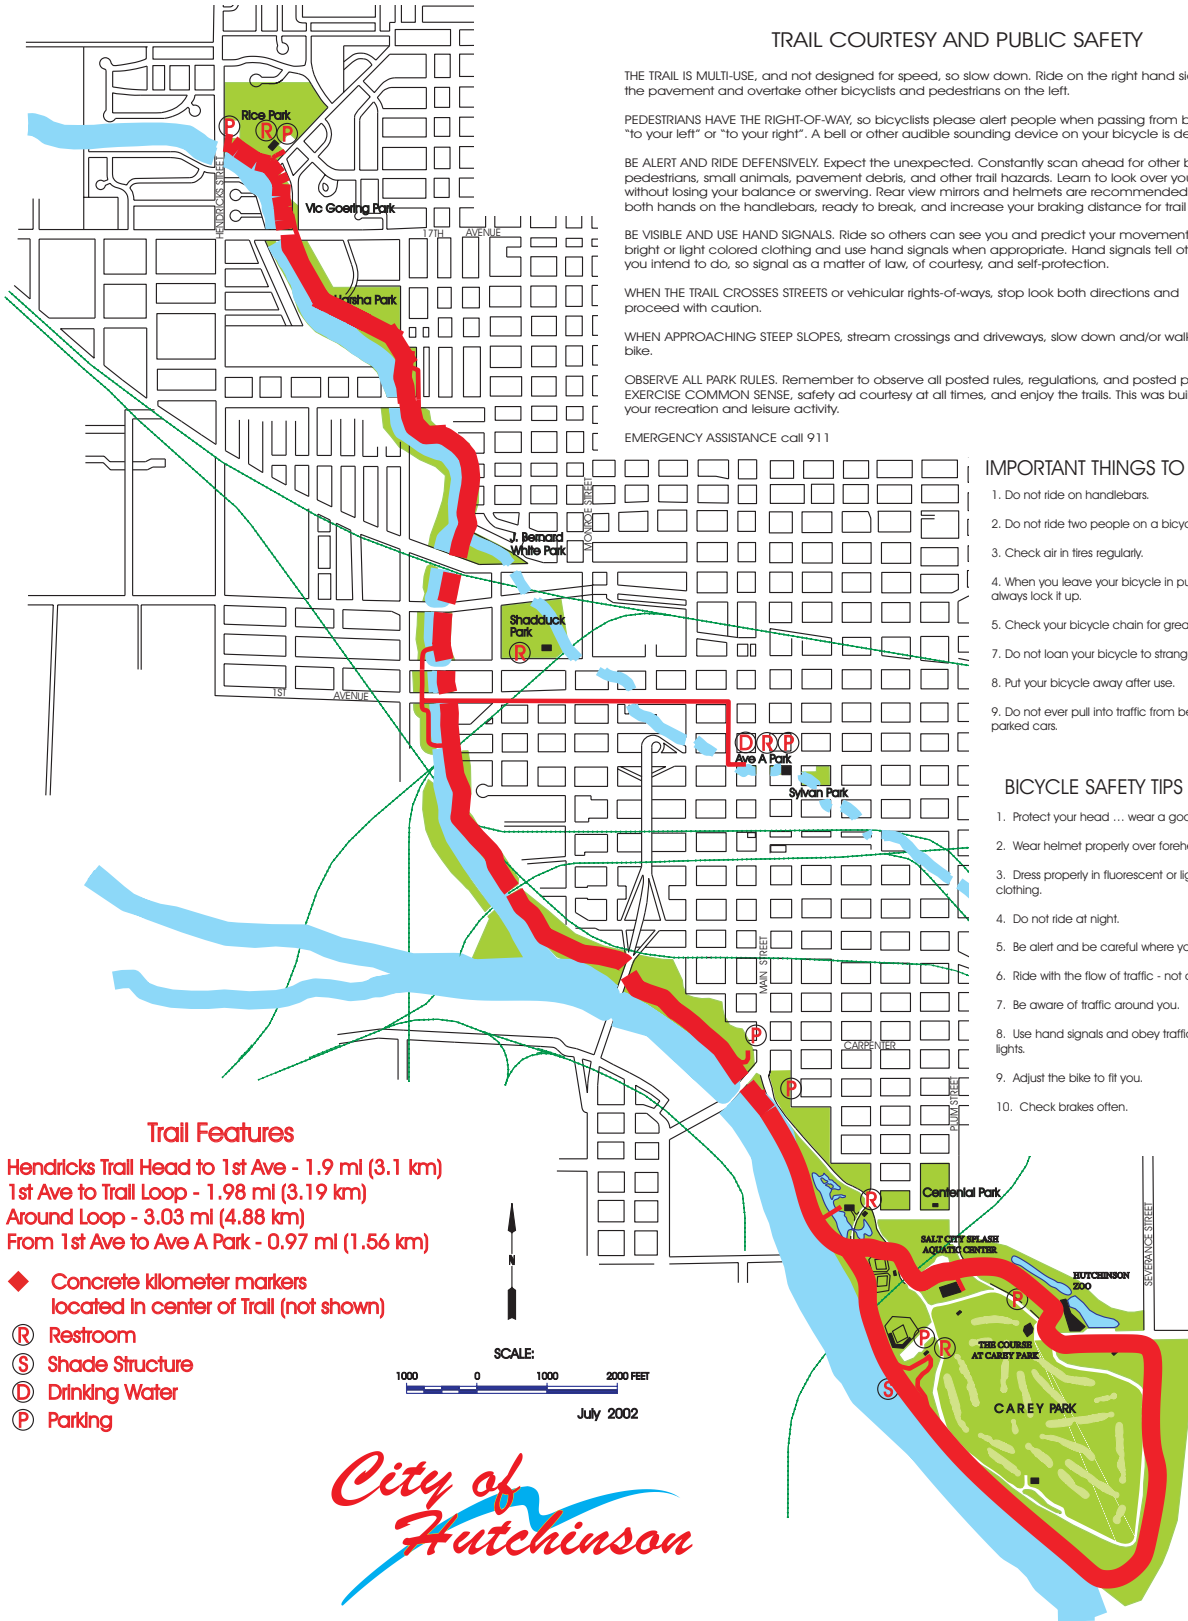 TRAIL COURTESY AND PUBLIC SAFETY
THE TRAIL IS MULTI-USE, and not designed for speed, so slow down. Ride on the right hand
the pavement and overtake other bicyclists and pedestrians on the left.
PEDESTRIANS HAVE THE RIGHT-OF-WAY, so bicyclists please alert people when passing from
"to your left" or "to your right". A bell or other audible sounding device on your bicycle is
BE ALERT AND RIDE DEFENSIVELY. Expect the unexpected. Constantly scan ahead for other
pedestrians, small animals, pavement debris, and other trail hazards. Learn to look over
without losing your balance or swerving. Rear view mirrors and helmets are recommended
both hands on the handlebars, ready to break, and increase your braking distance for trail
BE VISIBLE AND USE HAND SIGNALS. Ride so others can see you and predict your movement
bright or light colored clothing and use hand signals when appropriate. Hand signals tell
you intend to do, so signal as a matter of law, of courtesy, and self-protection.
WHEN THE TRAIL CROSSES STREETS or vehicular rights-of-ways, stop look both directions and
proceed with caution.
WHEN APPROACHING STEEP SLOPES, stream crossings and driveways, slow down and/or walk
bike.
OBSERVE ALL PARK RULES. Remember to observe all posted rules, regulations, and posted
EXERCISE COMMON SENSE, safety ad courtesy at all times, and enjoy the trails. This was
your recreation and leisure activity.
EMERGENCY ASSISTANCE call 911
IMPORTANT THINGS TO
1. Do not ride on handlebars.
2. Do not ride two people on a
3. Check air in tires regularly.
4. When you leave your bicycle in
always lock it up.
5. Check your bicycle chain for
7. Do not loan your bicycle to
8. Put your bicycle away after use.
9. Do not ever pull into traffic from
parked cars.
BICYCLE SAFETY TIPS
1. Protect your head ... wear a
2. Wear helmet properly over
3. Dress properly in fluorescent or
clothing.
4. Do not ride at night.
5. Be alert and be careful where
6. Ride with the flow of traffic - not
7. Be aware of traffic around you.
8. Use hand signals and obey
lights.
9. Adjust the bike to fit you.
10. Check brakes often.
Rice Park
P
R
P
HENDRICKS STREET
Vic Goering Park
17TH AVENUE
Harsha Park
MONROE STREET
J. Bernard
White Park
Shadduck
Park
R
1ST AVENUE
D R P
Ave A Park
Sylvan Park
MAIN STREET
P
CARPENTER
P
PLUM STREET
R
Centenial Park
SALT CITY SPLASH
AQUATIC CENTER
HUTCHINSON
ZOO
SEVERANCE STREET
R
P
R
THE COURSE
AT CAREY PARK
S
CAREY PARK
Trail Features
Hendricks Trail Head to 1st Ave - 1.9 mi (3.1 km)
1st Ave to Trail Loop - 1.98 mi (3.19 km)
Around Loop - 3.03 mi (4.88 km)
From 1st Ave to Ave A Park - 0.97 mi (1.56 km)
Concrete kilometer markers
located in center of Trail (not shown)
R Restroom
S Shade Structure
D Drinking Water
P Parking
N
SCALE:
1000 0 1000 2000 FEET
July 2002
City of
Hutchinson